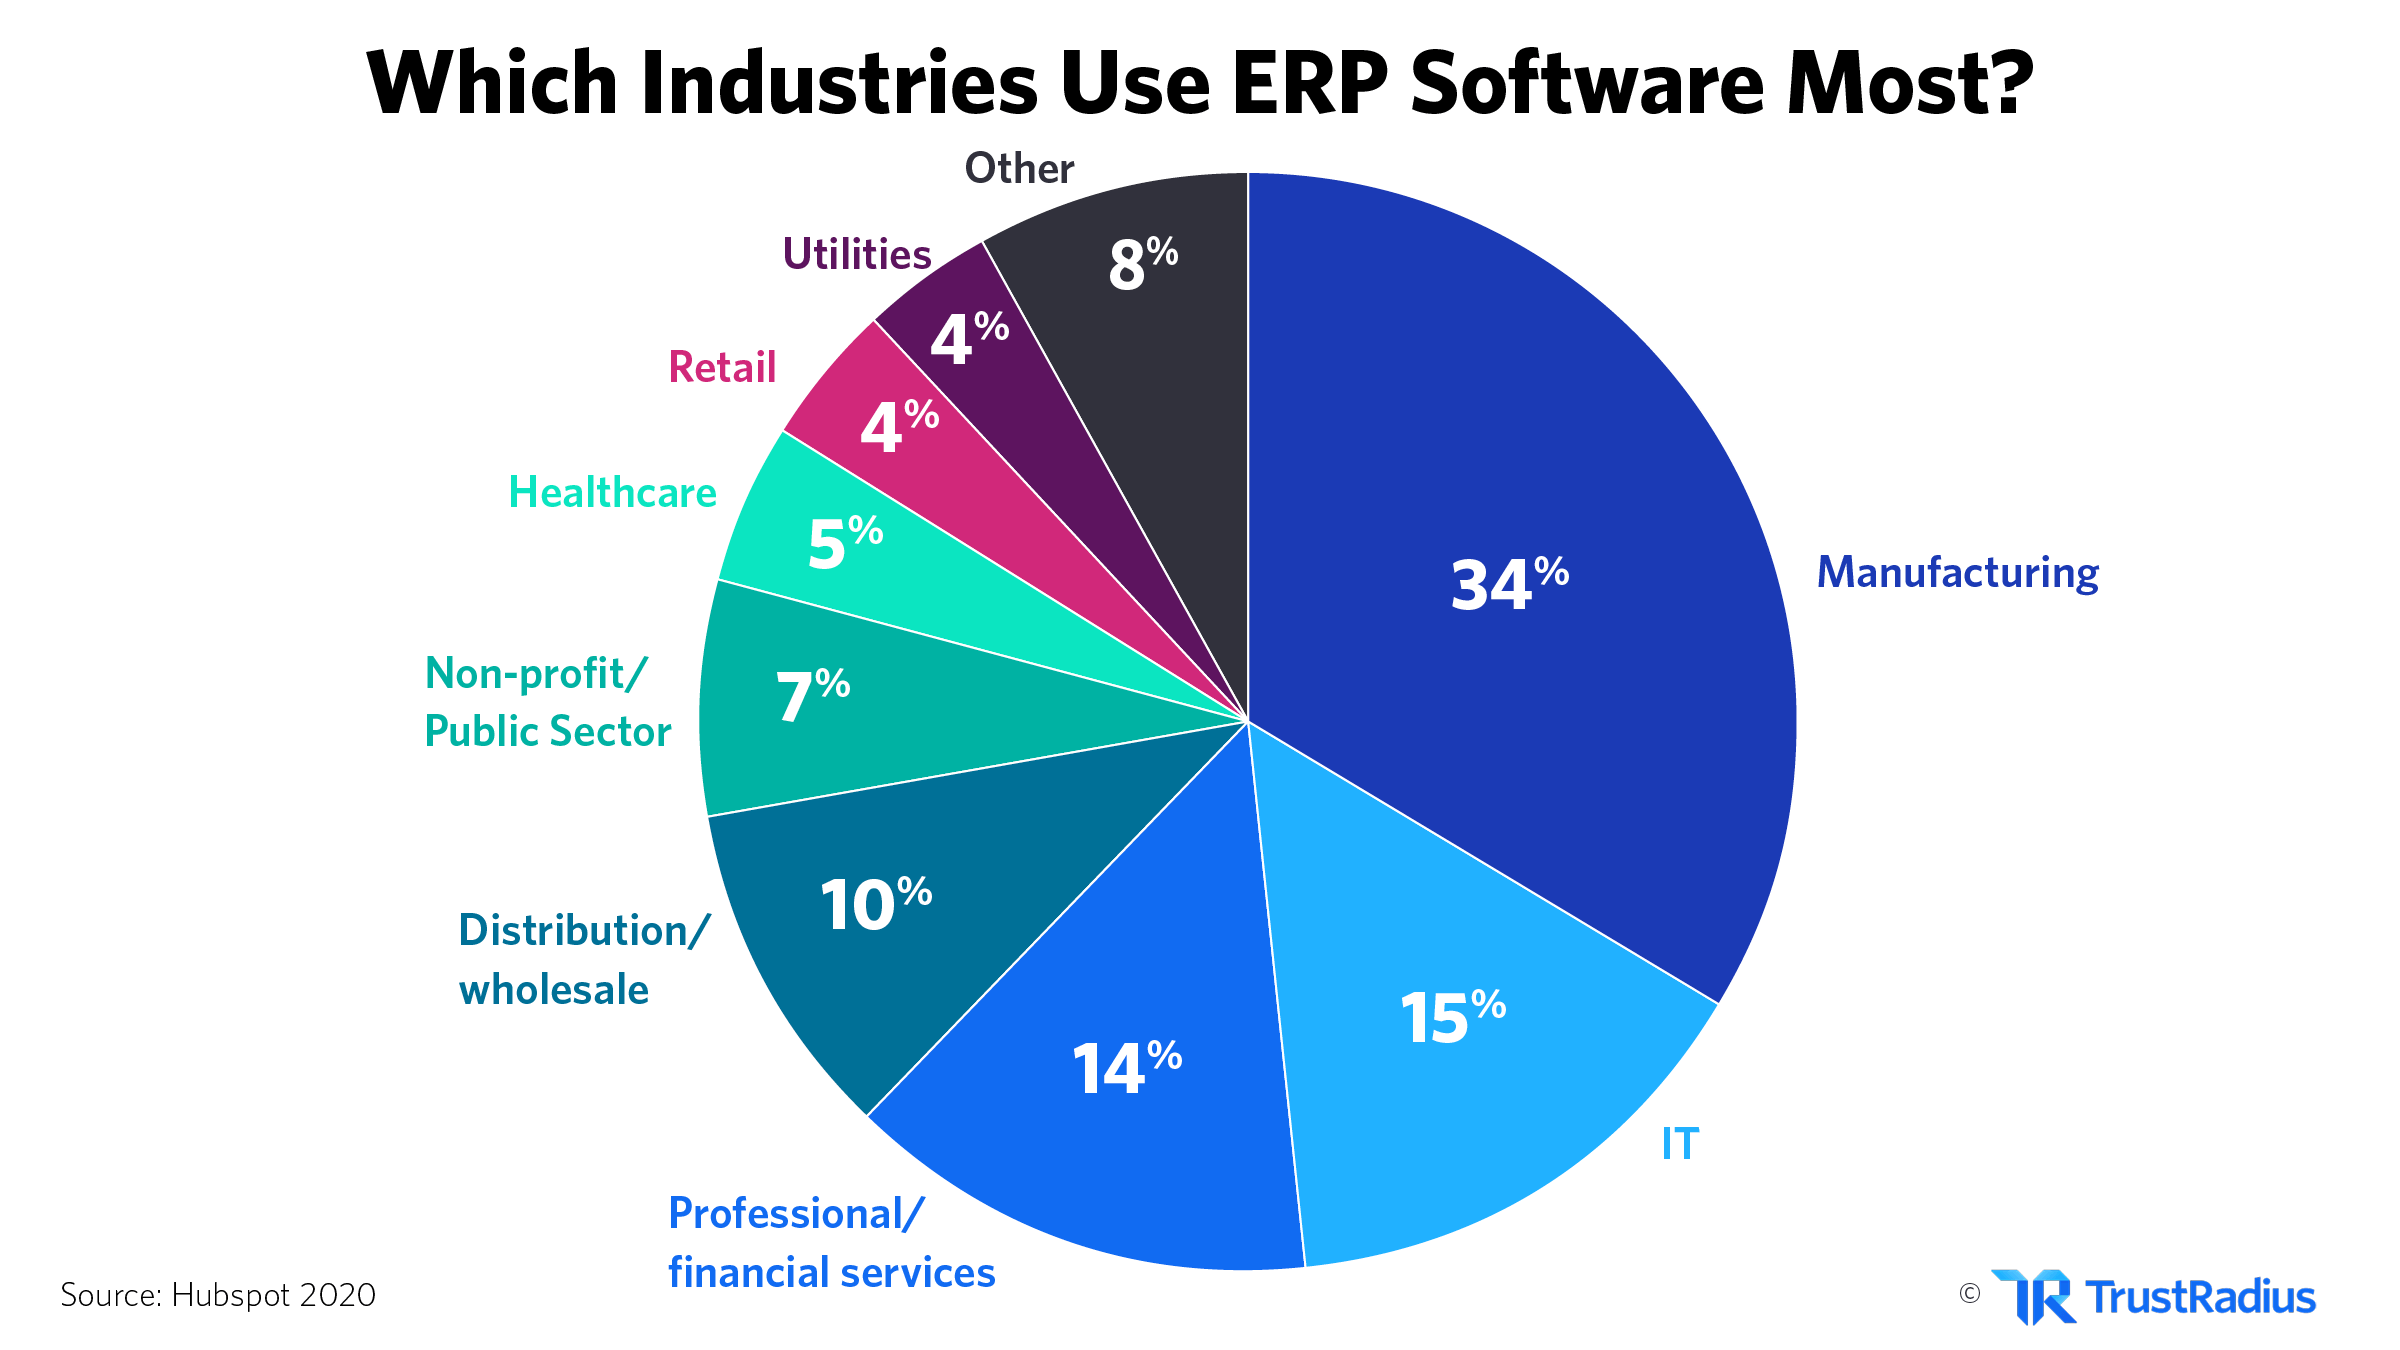 Which Industries Use ERP Software Most?
Other
8%
Utilities
4%
Retail
4%
Healthcare
5%
Non-profit/
Public Sector
7%
Distribution/
wholesale
10%
Professional/
financial services
14%
IT
15%
Manufacturing
34%
Source: Hubspot 2020
© TR TrustRadius